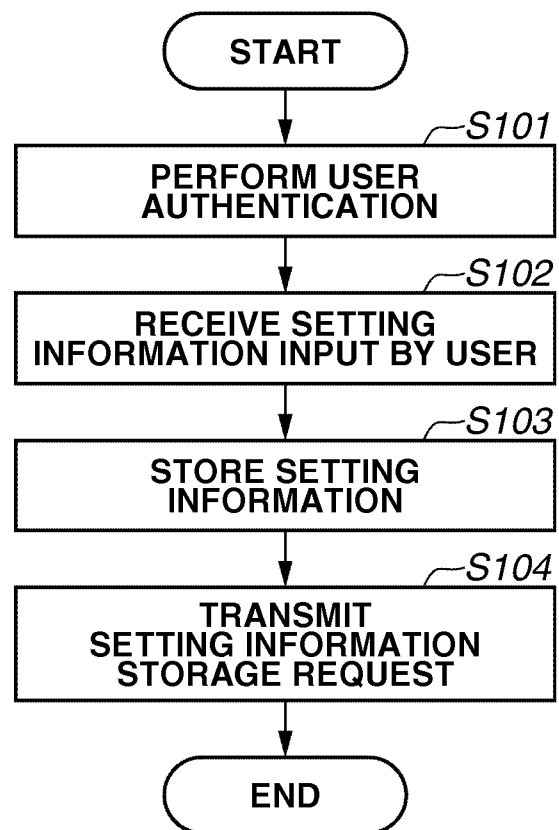 START
S101
PERFORM USER
AUTHENTICATION
S102
RECEIVE SETTING
INFORMATION INPUT BY USER
S103
STORE SETTING
INFORMATION
S104
TRANSMIT
SETTING INFORMATION
STORAGE REQUEST
END